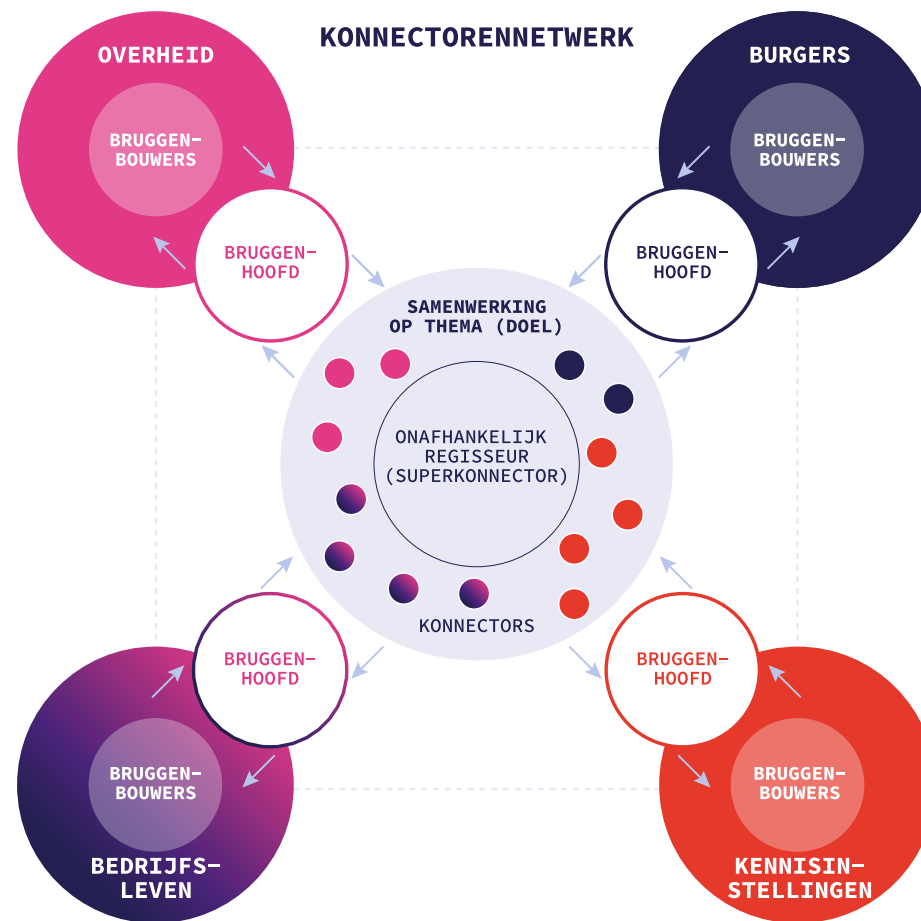 KONNECTORENNETWERK
OVERHEID
BRUGGEN-
BOUWERS
BRUGGEN-
HOOFD
BURGERS
BRUGGEN-
BOUWERS
BRUGGEN-
HOOFD
SAMENWERKING
OP THEMA (DOEL)
ONAFHANKELIJK
REGISSEUR
(SUPERKONNECTOR)
KONNECTORS
BRUGGEN-
HOOFD
BRUGGEN-
BOUWERS
BEDRIJFS-
LEVEN
BRUGGEN-
HOOFD
BRUGGEN-
BOUWERS
KENNISIN-
STELLINGEN